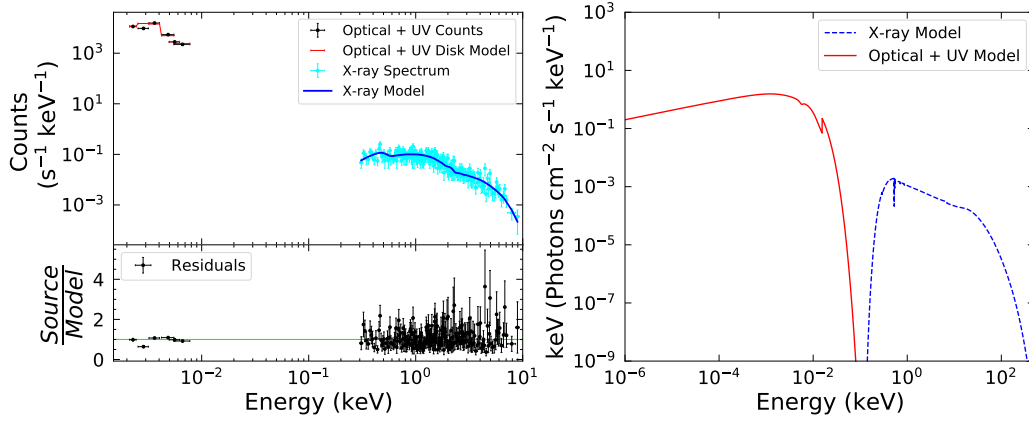 Counts
(s⁻¹ keV⁻¹)
10⁴
10¹
10⁻¹
10⁻³
Optical + UV Counts
Optical + UV Disk Model
X-ray Spectrum
X-ray Model
Source
Model
4
2
0
Residuals
10⁻²
10⁻¹
10⁰
10¹
Energy (keV)
keV (Photons cm⁻² s⁻¹ keV⁻¹)
10³
10¹
10⁻¹
10⁻³
10⁻⁵
10⁻⁷
10⁻⁹
X-ray Model
Optical + UV Model
10⁻⁶
10⁻⁴
10⁻²
10⁰
10²
Energy (keV)